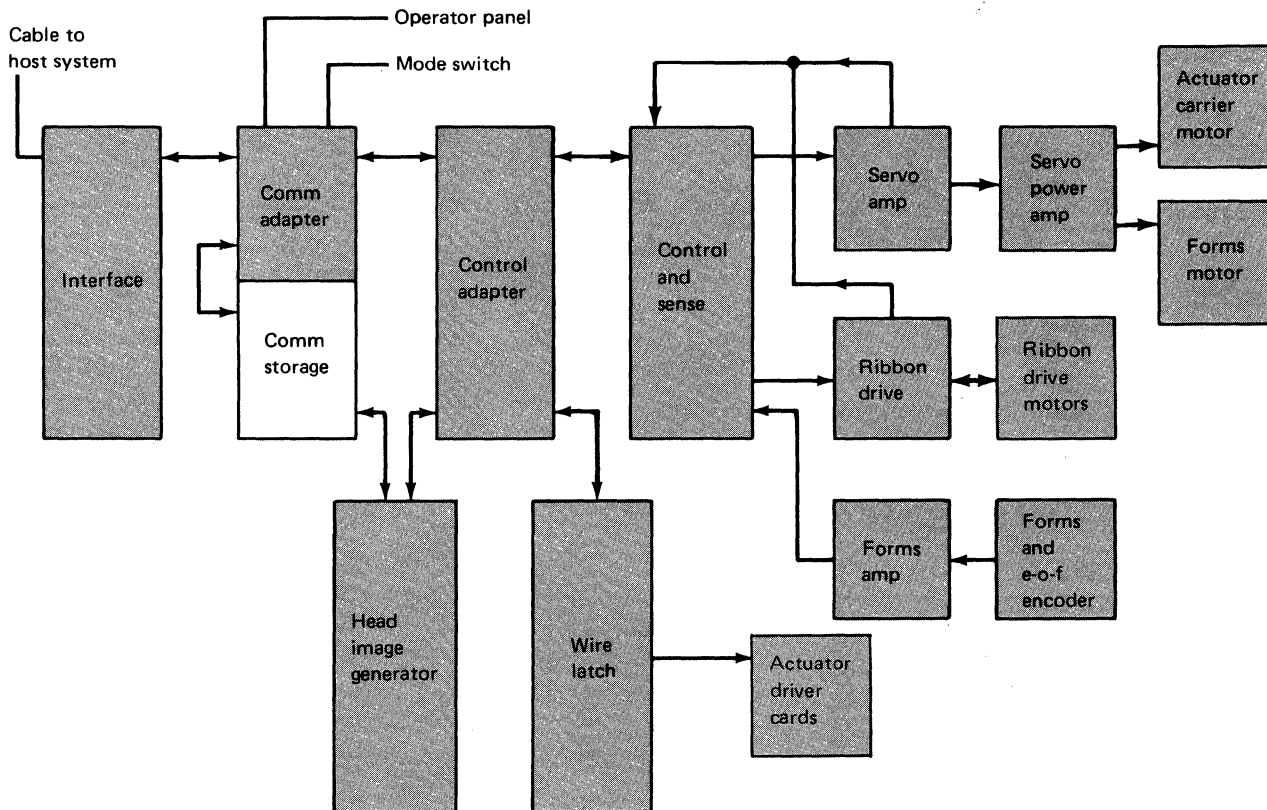 Operator panel
Cable to
host system
Mode switch
Actuator
carrier
motor
Comm
adapter
Servo
amp
Servo
power
amp
Interface
Control
adapter
Control
and
sense
Forms
motor
Comm
storage
Ribbon
drive
Ribbon
drive
motors
Forms
amp
Forms
and
e-o-f
encoder
Head
image
generator
Wire
latch
Actuator
driver
cards